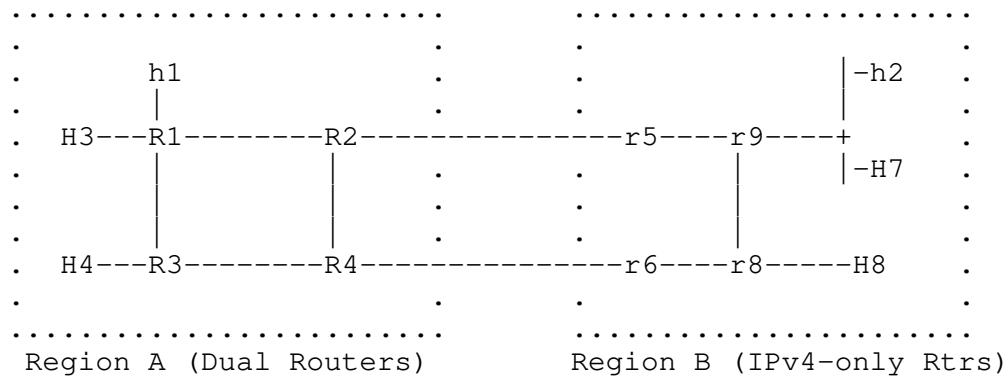 h1 |-h2
H3---R1--------R2---------------r5----r9----+
|-H7
H4---R3--------R4---------------r6----r8-----H8
Region A (Dual Routers) Region B (IPv4-only Rtrs)